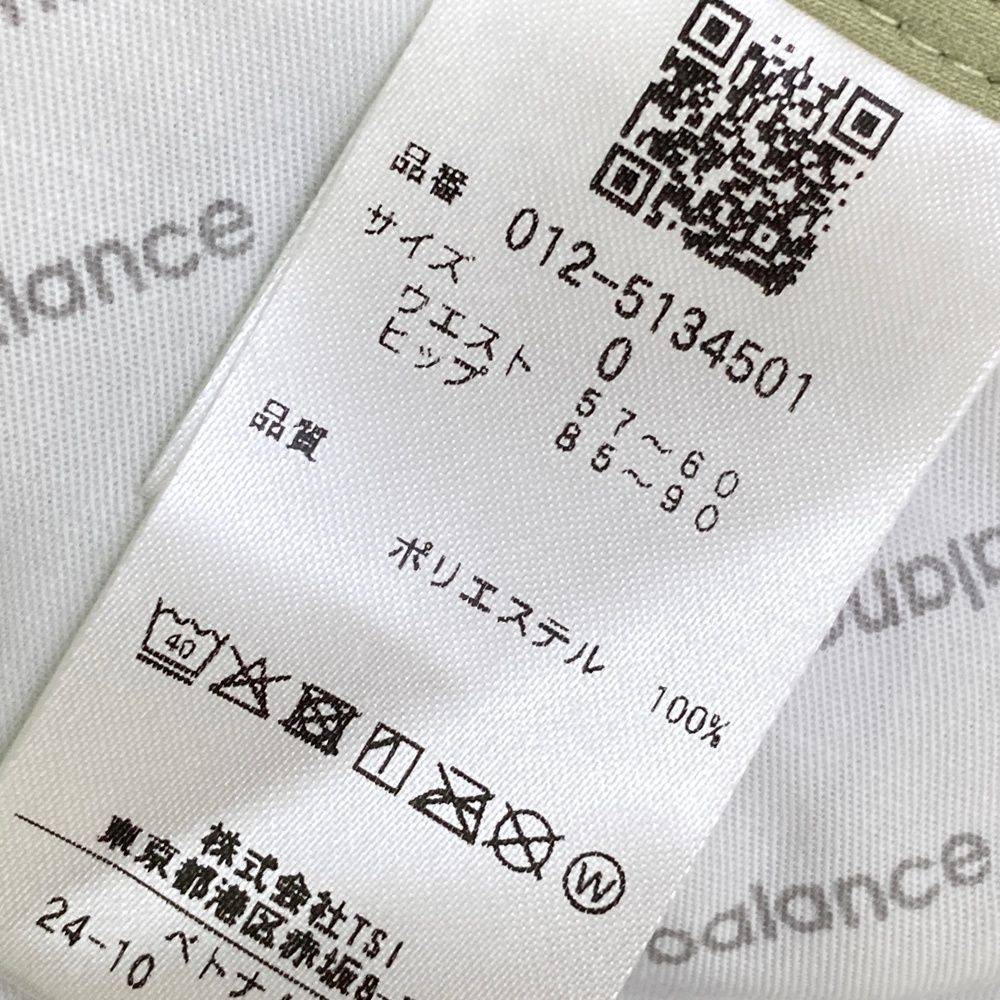 品番 012-5134501
サイズ 0
ウエスト 57~60
ヒップ 85~90
品質
ポリエステル 100%
40
W
株式会社TSI
東京都港区赤坂8-
24-10 ベトナ
alance
balance